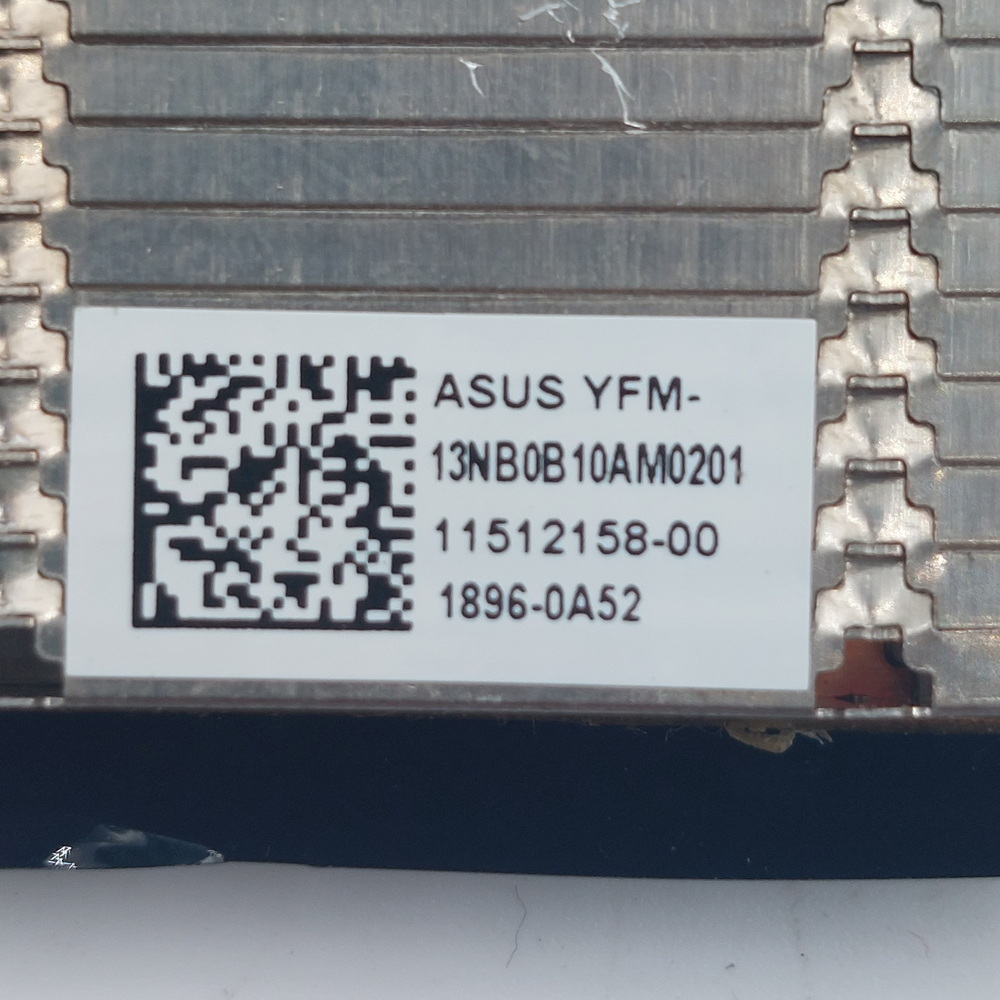 ASUS YFM-
13NB0B10AM0201
11512158-00
1896-0A52